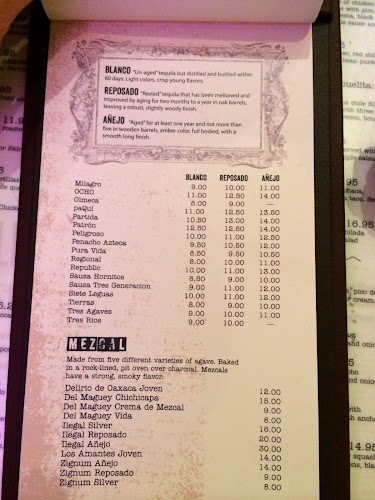 BLANCO "Un-aged" tequila but distilled and bottled within
60 days. Light colors, crisp young flavors.
REPOSADO "Rested" tequila that has been mellowed and
improved by aging for two months to a year in oak barrels,
leaving a robust, slightly woody finish.
AÑEJO "Aged" for at least one year and not more than
five in wooden barrels, amber color, full bodied, with a
smooth long finish.
BLANCO REPOSADO AÑEJO
Milagro 9.00 10.00 11.00
OCHO 11.00 12.50 14.00
Olmeca 8.00 9.00 —
paQui 11.00 12.50 13.50
Partida 10.50 13.00 14.00
Patrón 12.50 12.50 14.00
Peligroso 10.00 11.00 12.50
Penacho Azteca 9.50 10.50 12.00
Pura Vida 8.50 9.50 10.50
Regional 8.00 10.00 11.00
Republic 10.00 11.00 13.00
Sauza Hornitos 8.50 9.50 10.50
Sauza Tres Generacion 9.00 11.00 12.50
Siete Leguas 10.00 11.00 13.50
Tierras 8.00 9.00 10.00
Tres Agaves 9.00 10.00 11.00
Tres Rios 9.00 10.00 —
MEZCAL
Made from five different varieties of agave. Baked
in a rock-lined, pit oven over charcoal. Mezcals
have a strong, smoky flavor.
Delirio de Oaxaca Joven 12.00
Del Maguey Chichicapa 18.00
Del Maguey Crema de Mezcal 9.00
Del Maguey Vida 8.00
Ilegal Silver 16.00
Ilegal Reposado 20.00
Ilegal Añejo 30.00
Los Amantes Joven 14.00
Zignum Añejo 14.00
Zignum Reposado 9.00
Zignum Silver 8.00